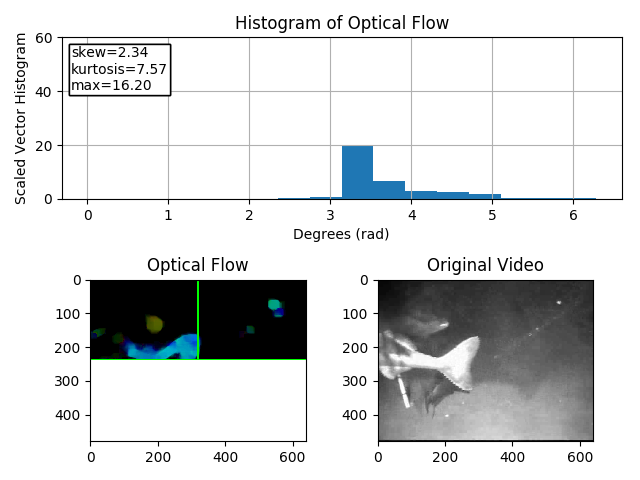 Histogram of Optical Flow
60
40
20
0
Scaled Vector Histogram
skew=2.34
kurtosis=7.57
max=16.20
0 1 2 3 4 5 6
Degrees (rad)
Optical Flow
0
100
200
300
400
0 200 400 600
Original Video
0
100
200
300
400
0 200 400 600